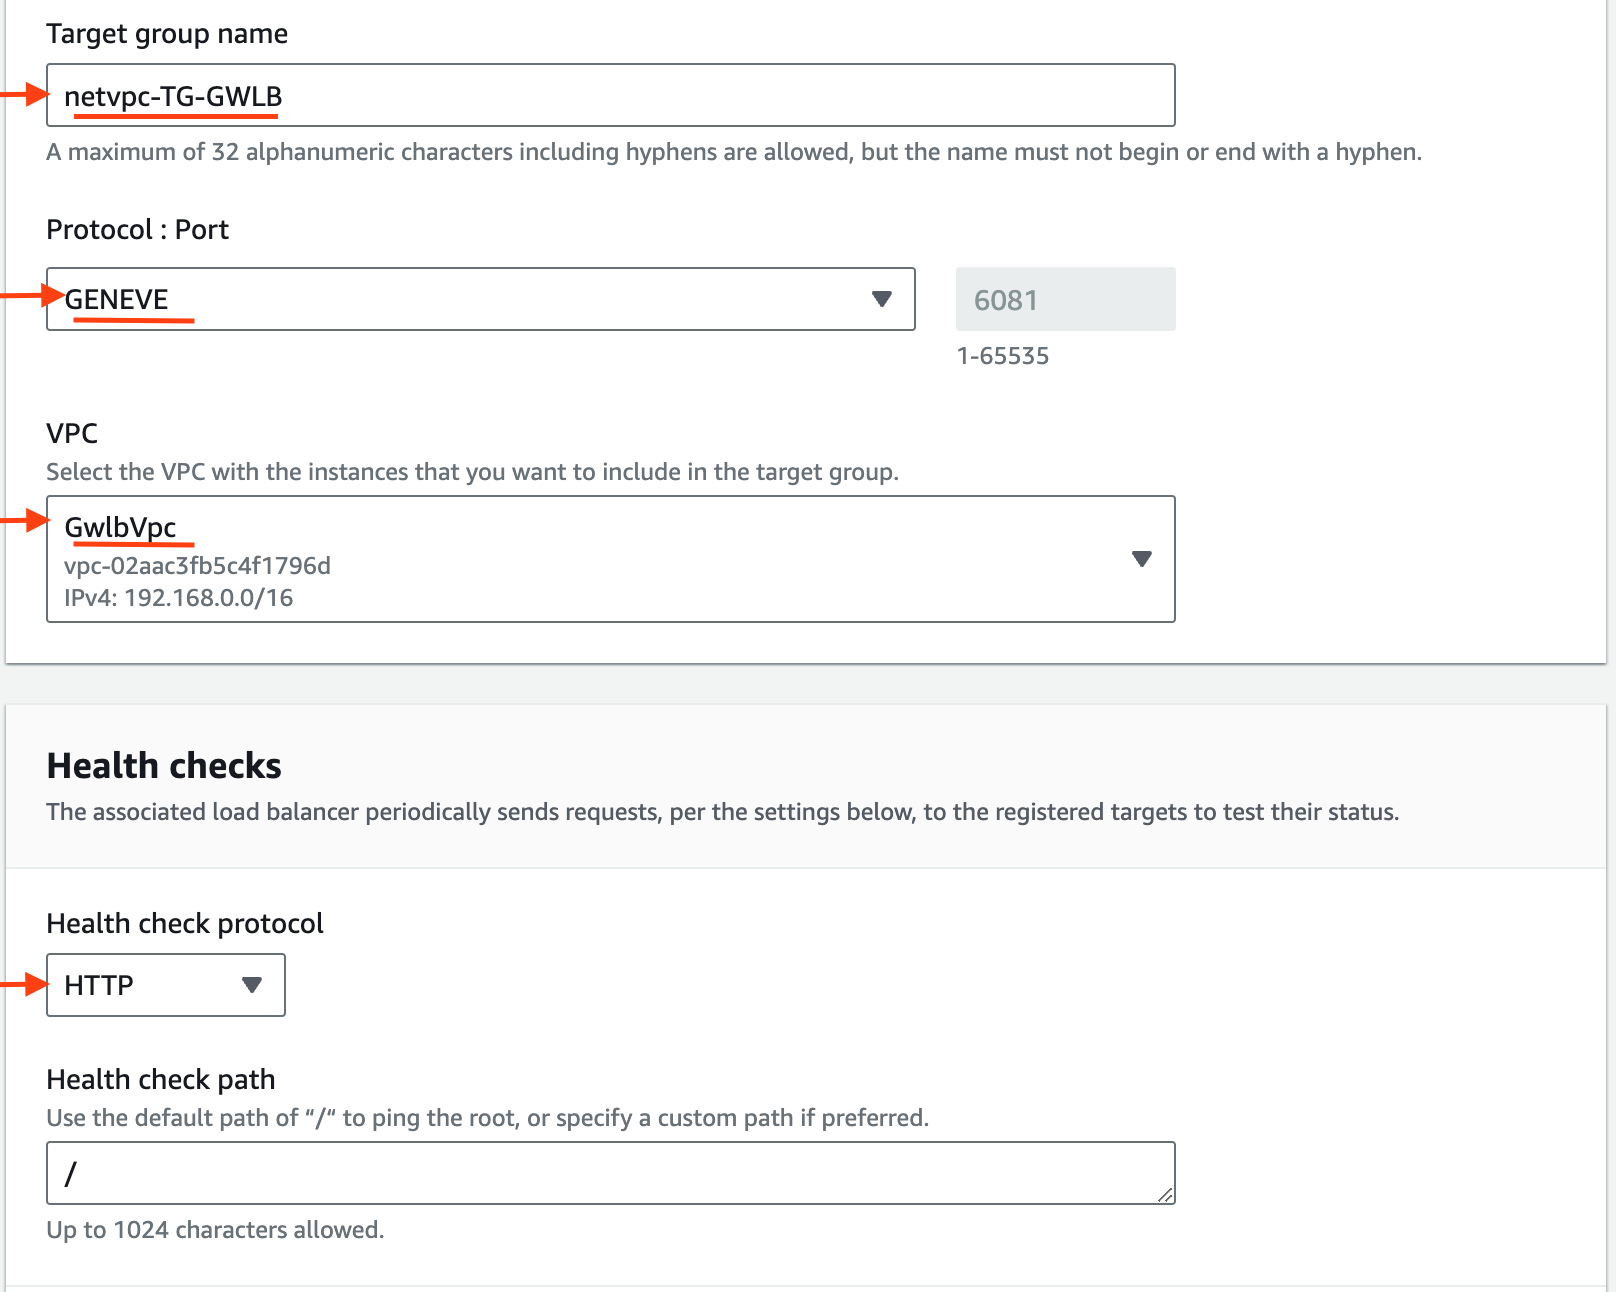 Target group name
netvpc-TG-GWLB
A maximum of 32 alphanumeric characters including hyphens are allowed, but the name must not begin or end with a hyphen.
Protocol : Port
GENEVE
6081
1-65535
VPC
Select the VPC with the instances that you want to include in the target group.
GwlbVpc
vpc-02aac3fb5c4f1796d
IPv4: 192.168.0.0/16
Health checks
The associated load balancer periodically sends requests, per the settings below, to the registered targets to test their status.
Health check protocol
HTTP
Health check path
Use the default path of “/“ to ping the root, or specify a custom path if preferred.
/
Up to 1024 characters allowed.